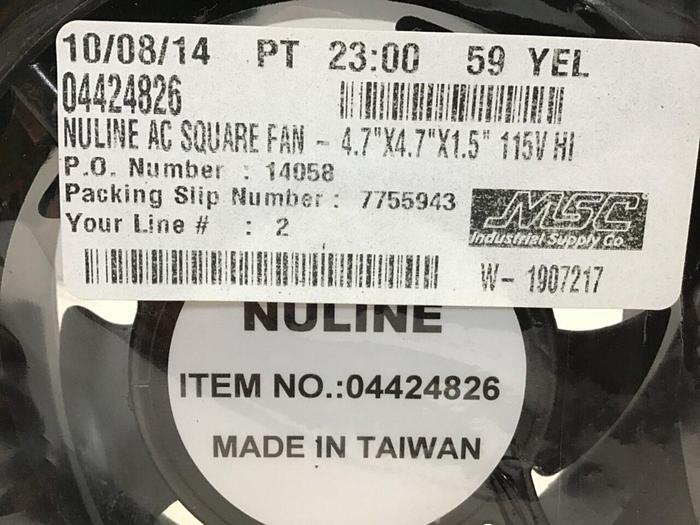 10/08/14 PT 23:00 59 YEL
04424826
NULINE AC SQUARE FAN - 4.7"X4.7"X1.5" 115V HI
P.O. Number : 14058
Packing Slip Number : 7755943
Your Line # : 2
MSC
Industrial Supply Co.
W- 1907217
NULINE
ITEM NO.:04424826
MADE IN TAIWAN